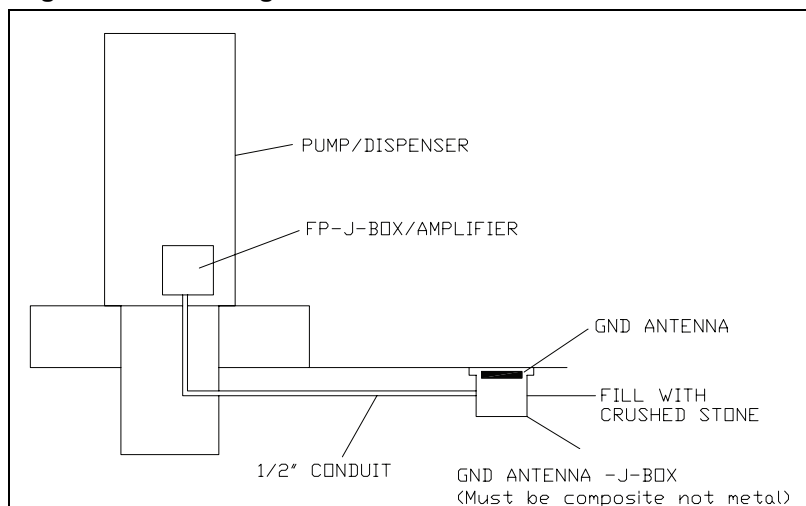 PUMP/DISPENSER
FP-J-BOX/AMPLIFIER
GND ANTENNA
FILL WITH
CRUSHED STONE
1/2" CONDUIT
GND ANTENNA -J-BOX
(Must be composite not metal)